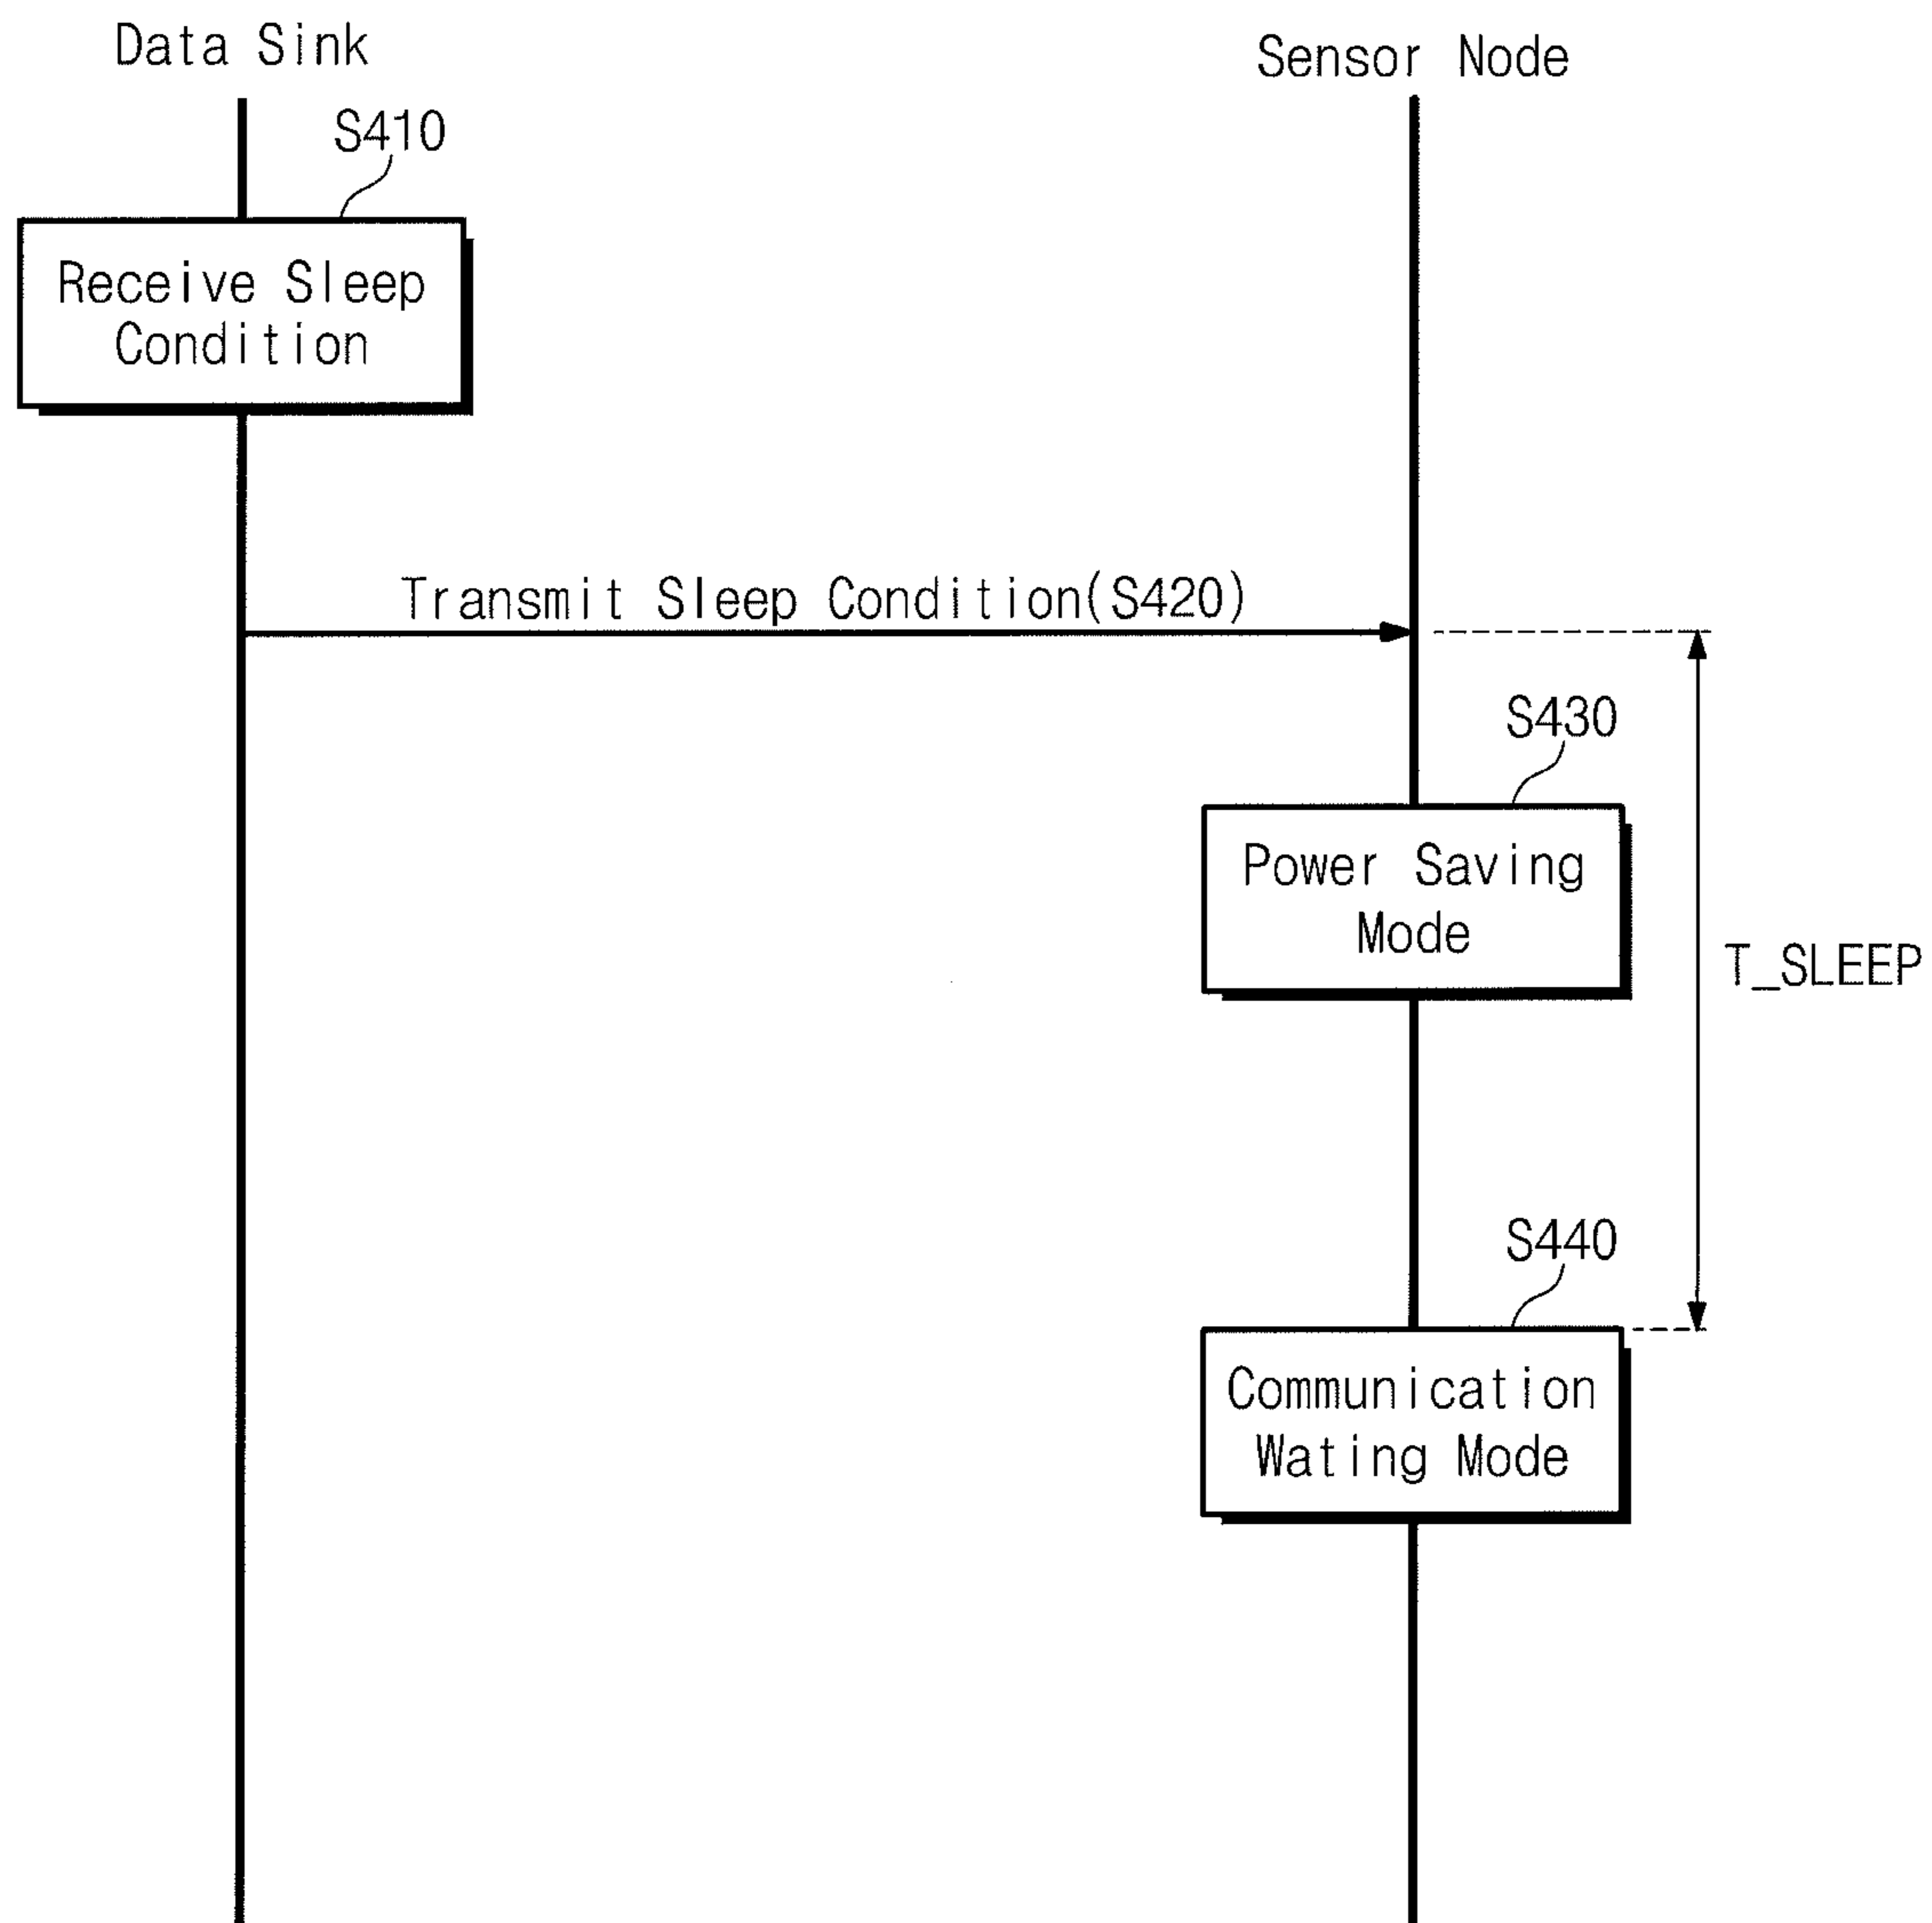 Data Sink
Sensor Node
S410
Receive Sleep
Condition
Transmit Sleep Condition(S420)
S430
Power Saving
Mode
T_SLEEP
S440
Communication
Wating Mode